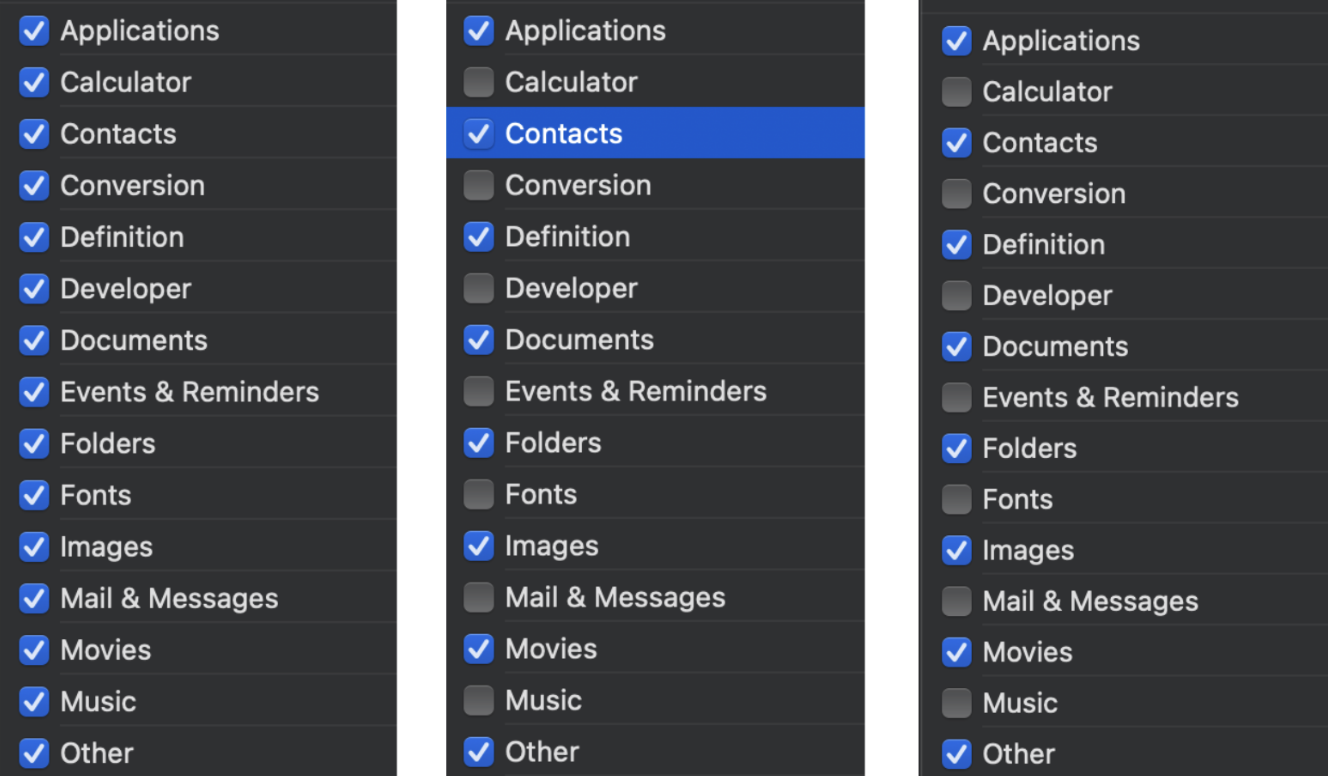 Applications
Calculator
Contacts
Conversion
Definition
Developer
Documents
Events & Reminders
Folders
Fonts
Images
Mail & Messages
Movies
Music
Other
Applications
Calculator
Contacts
Conversion
Definition
Developer
Documents
Events & Reminders
Folders
Fonts
Images
Mail & Messages
Movies
Music
Other
Applications
Calculator
Contacts
Conversion
Definition
Developer
Documents
Events & Reminders
Folders
Fonts
Images
Mail & Messages
Movies
Music
Other